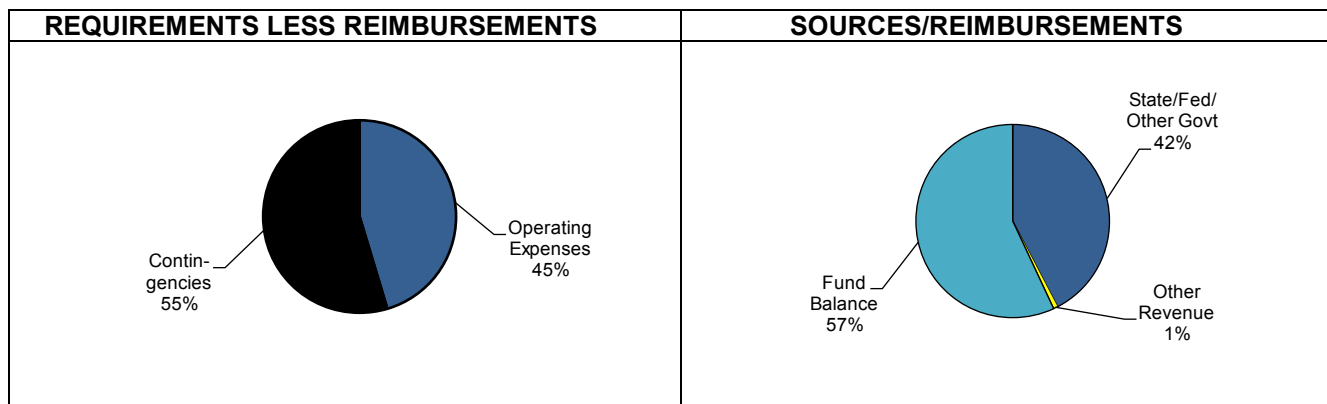 REQUIREMENTS LESS REIMBURSEMENTS
Contin-
gencies
55%
Operating
Expenses
45%
SOURCES/REIMBURSEMENTS
State/Fed/
Other Govt
42%
Fund
Balance
57%
Other
Revenue
1%